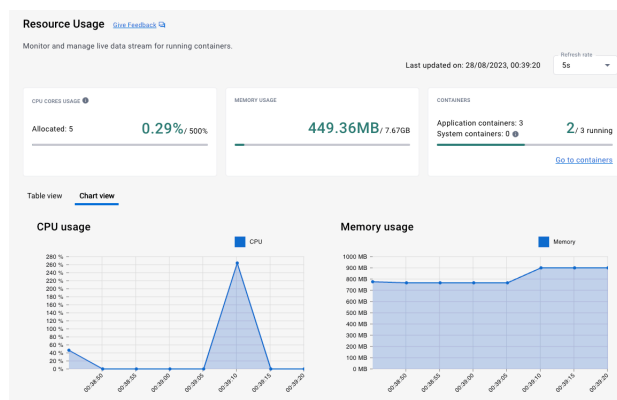 Resource Usage Give Feedback
Monitor and manage live data stream for running containers.
Last updated on: 28/08/2023, 00:39:20
Refresh rate
5s
CPU CORES USAGE
Allocated: 5
0.29%/ 500%
MEMORY USAGE
449.36MB/ 7.67GB
CONTAINERS
Application containers: 3
System containers: 0
2/ 3 running
Go to containers
Table view Chart view
CPU usage
CPU
280 %
260 %
240 %
220 %
200 %
180 %
160 %
140 %
120 %
100 %
80 %
60 %
40 %
20 %
0 %
00:38:50 00:38:55 00:39:00 00:39:05 00:39:10 00:39:15 00:39:20
Memory usage
Memory
1000 MB
900 MB
800 MB
700 MB
600 MB
500 MB
400 MB
300 MB
200 MB
100 MB
0 MB
00:38:50 00:38:55 00:39:00 00:39:05 00:39:10 00:39:15 00:39:20